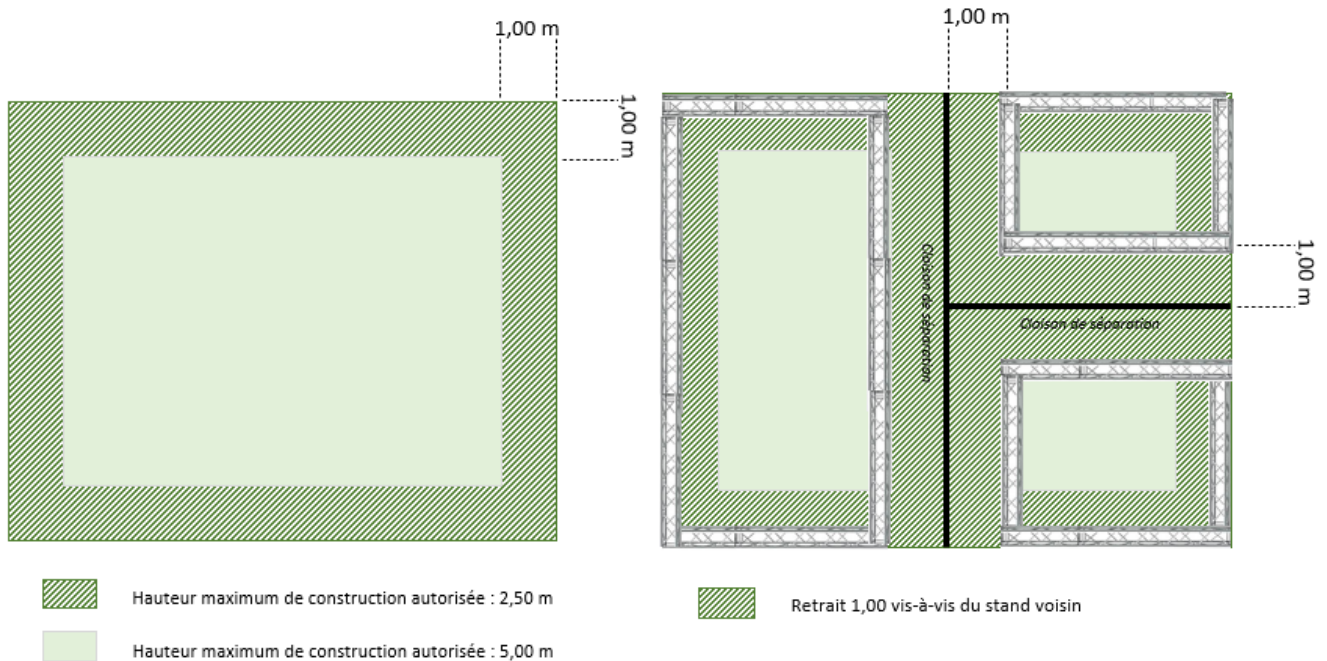 1,00 m
1,00 m
1,00 m
1,00 m
Cloison de séparation
Cloison de séparation
Hauteur maximum de construction autorisée : 2,50 m
Hauteur maximum de construction autorisée : 5,00 m
Retrait 1,00 vis-à-vis du stand voisin